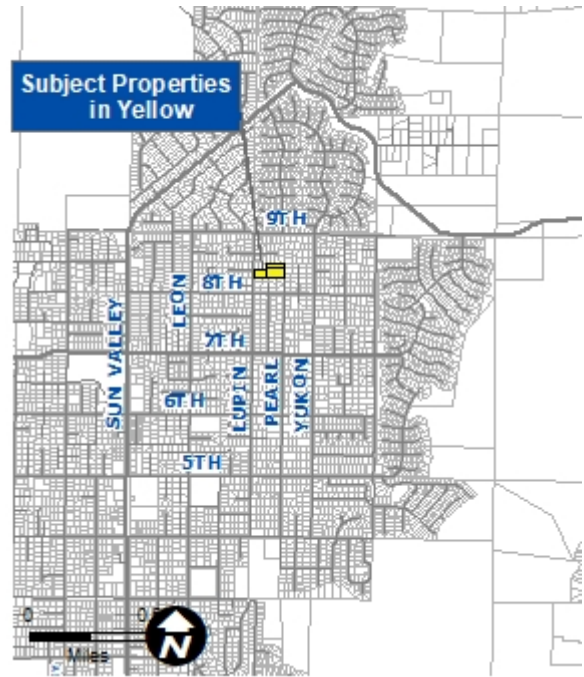 Subject Properties
in Yellow
9TH
8TH
LEON
SUN VALLEY
7TH
LUPIN
PEARL
YUKON
6TH
5TH
0
Miles
N